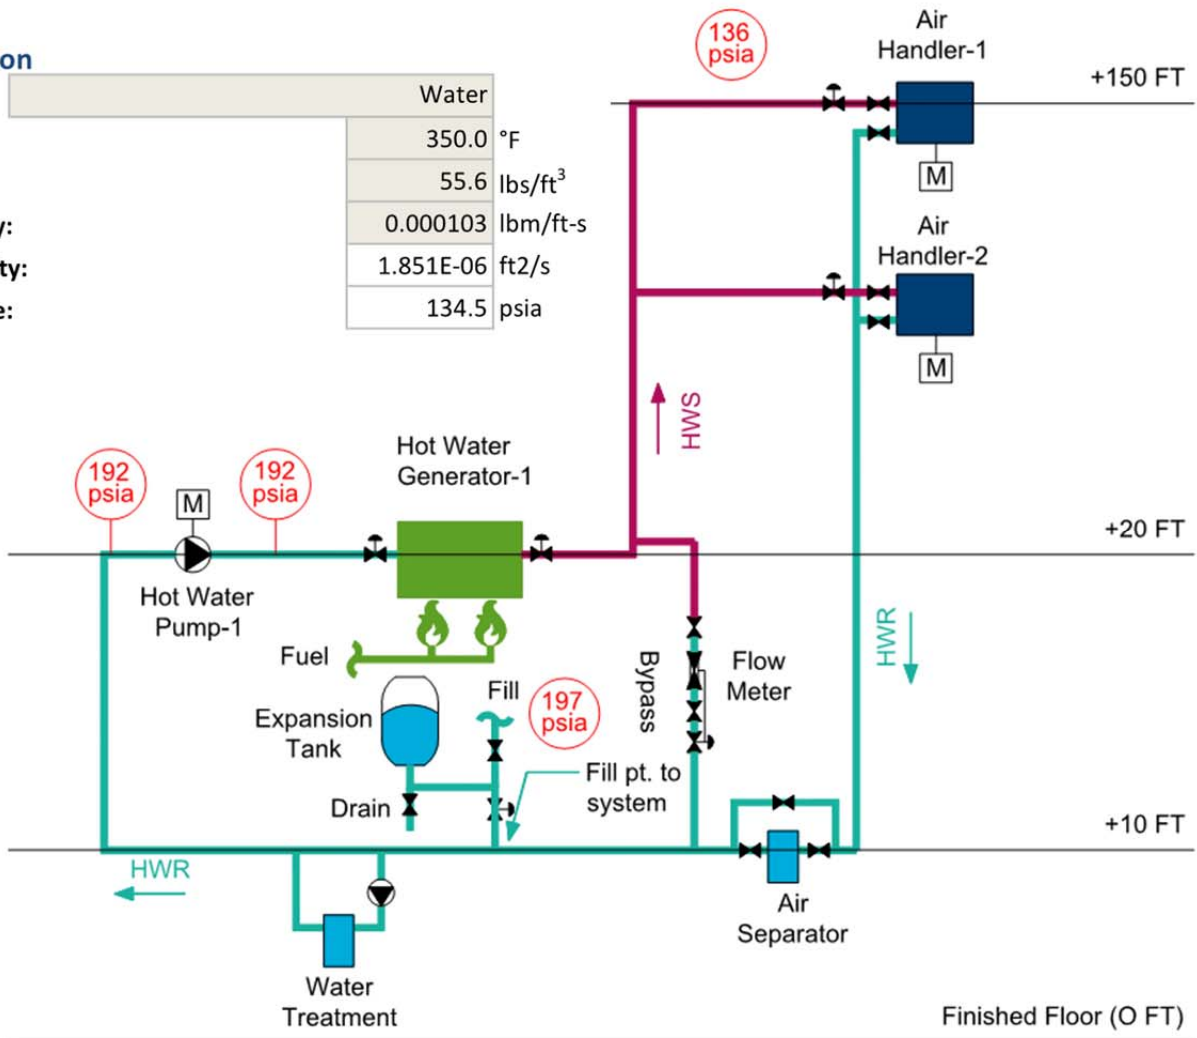 on
Water
350.0 °F
55.6 lbs/ft³
y: 0.000103 lbm/ft-s
ty: 1.851E-06 ft2/s
e: 134.5 psia
136
psia
Air
Handler-1
+150 FT
M
Air
Handler-2
M
HWS
Hot Water
Generator-1
192
psia
M
192
psia
+20 FT
Hot Water
Pump-1
Fuel
Expansion
Tank
Fill
197
psia
Bypass
Flow
Meter
HWR
Fill pt. to
system
Drain
+10 FT
HWR
Air
Separator
Water
Treatment
Finished Floor (O FT)